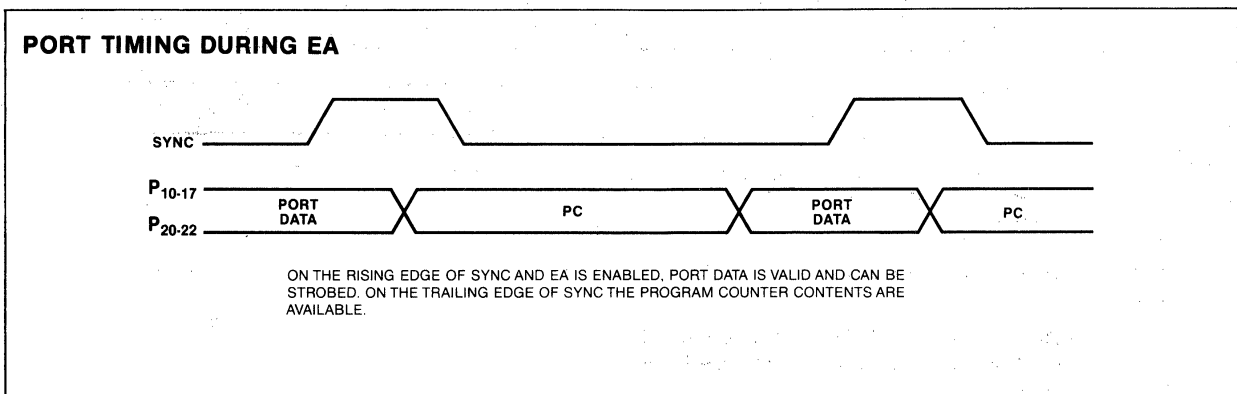 PORT TIMING DURING EA
SYNC
P10-17
PORT DATA
PC
PORT DATA
PC
P20-22
ON THE RISING EDGE OF SYNC AND EA IS ENABLED, PORT DATA IS VALID AND CAN BE
STROBED. ON THE TRAILING EDGE OF SYNC THE PROGRAM COUNTER CONTENTS ARE
AVAILABLE.